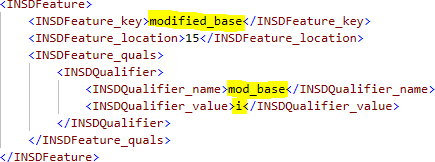 <INSDFeature>
<INSDFeature_key>modified_base</INSDFeature_key>
<INSDFeature_location>15</INSDFeature_location>
<INSDFeature_quals>
<INSDQualifier>
<INSDQualifier_name>mod_base</INSDQualifier_name>
<INSDQualifier_value>i</INSDQualifier_value>
</INSDQualifier>
</INSDFeature_quals>
</INSDFeature>